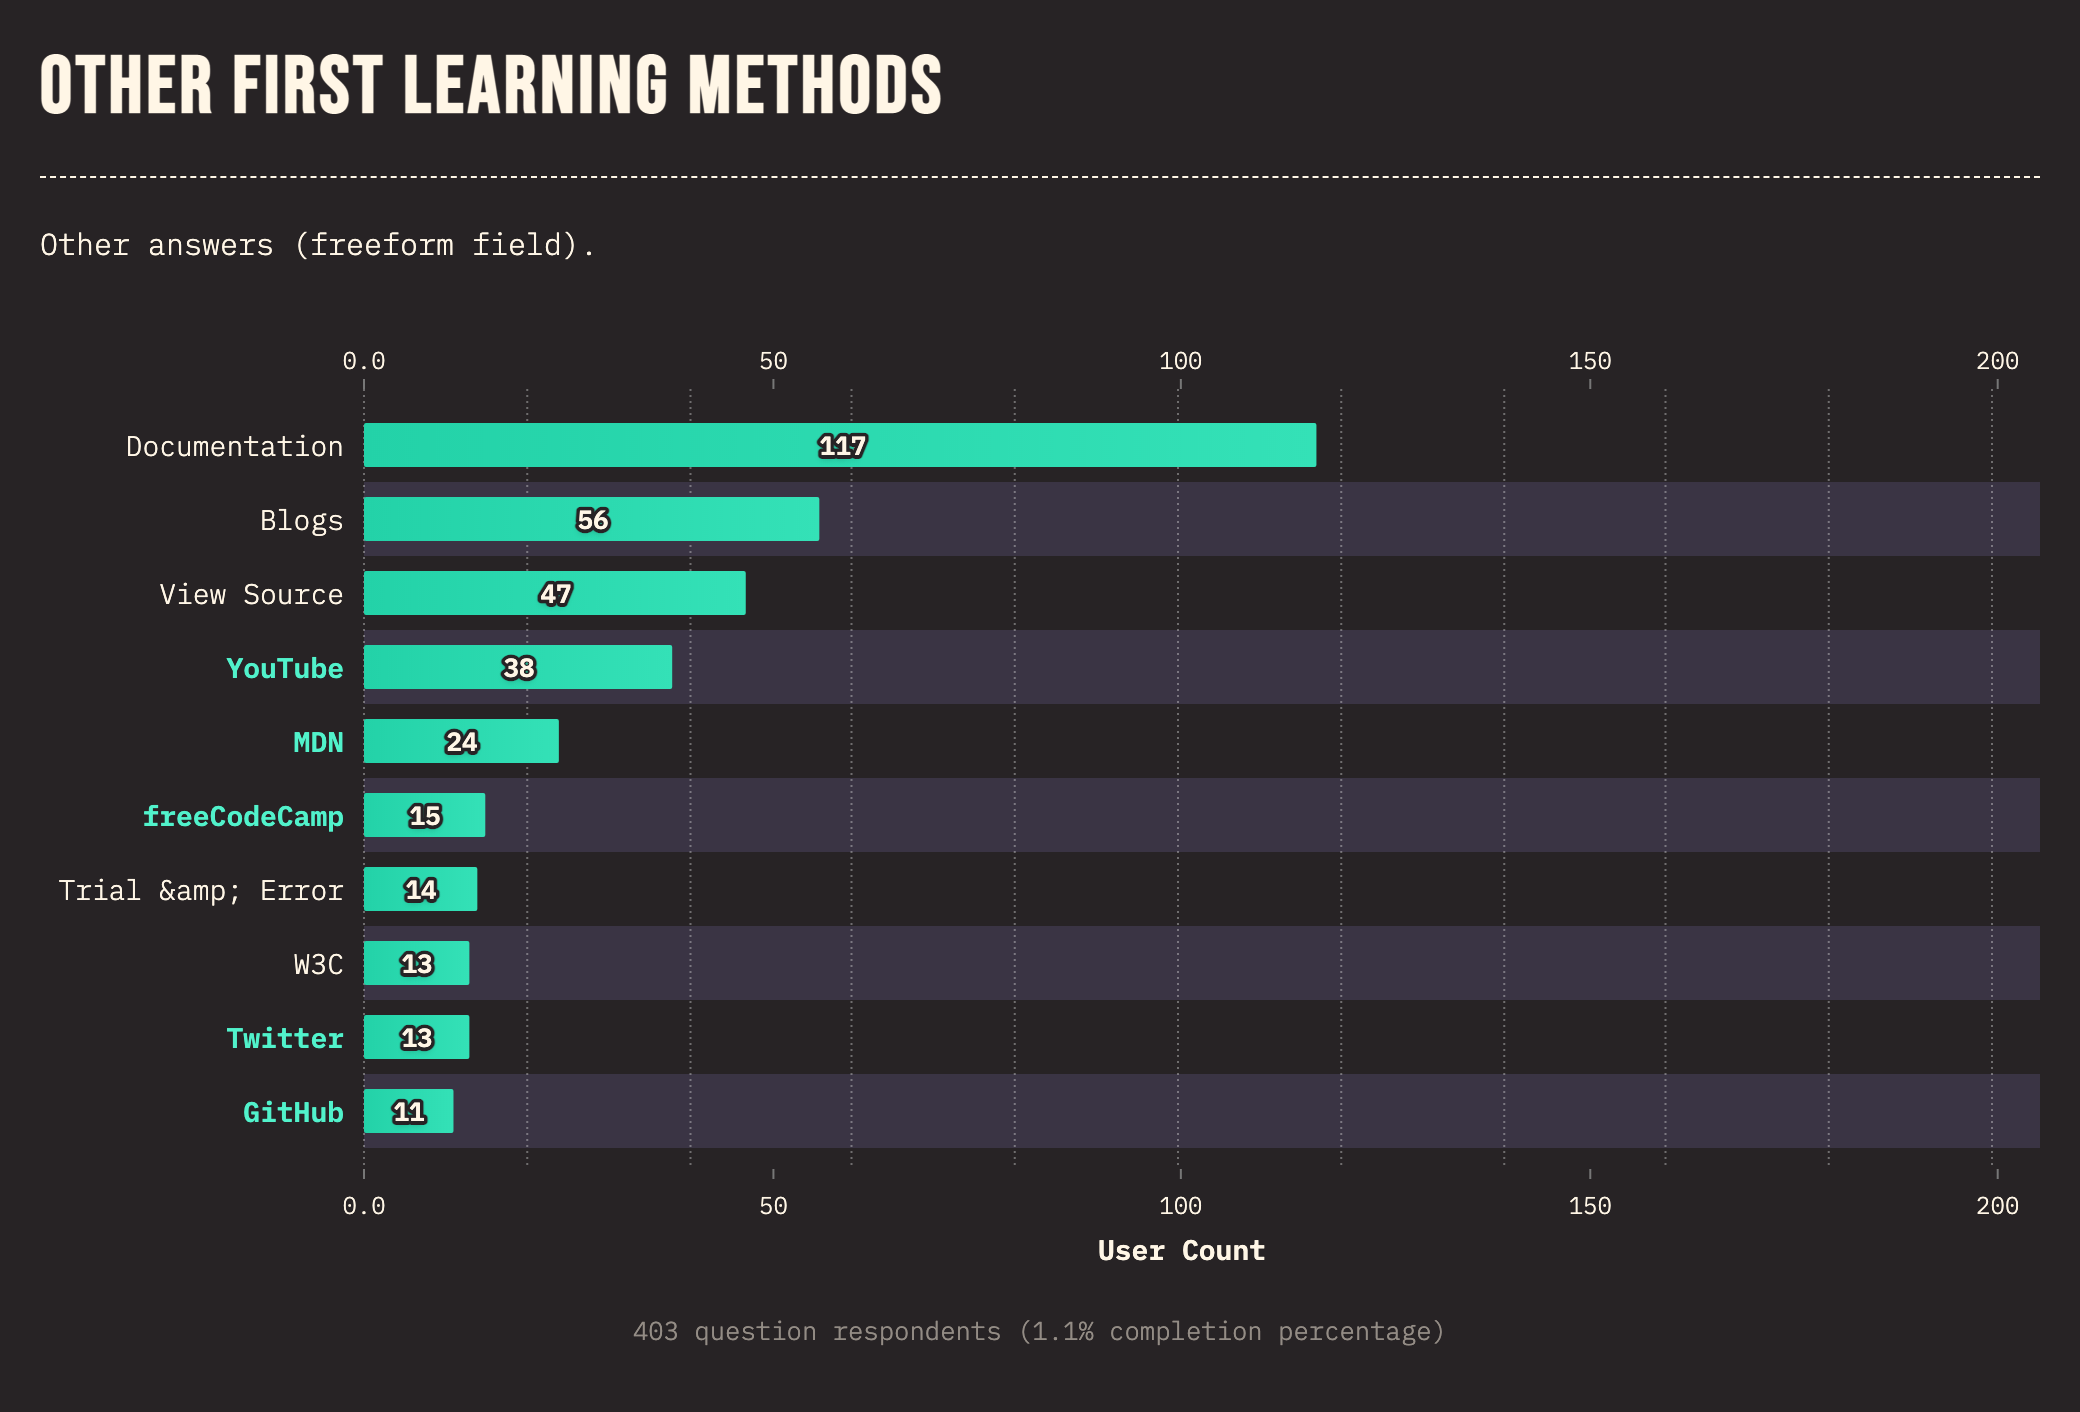 OTHER FIRST LEARNING METHODS
Other answers (freeform field).
0.0 50 100 150 200
Documentation 117
Blogs 56
View Source 47
YouTube 38
MDN 24
freeCodeCamp 15
Trial &amp; Error 14
W3C 13
Twitter 13
GitHub 11
0.0 50 100 150 200
User Count
403 question respondents (1.1% completion percentage)